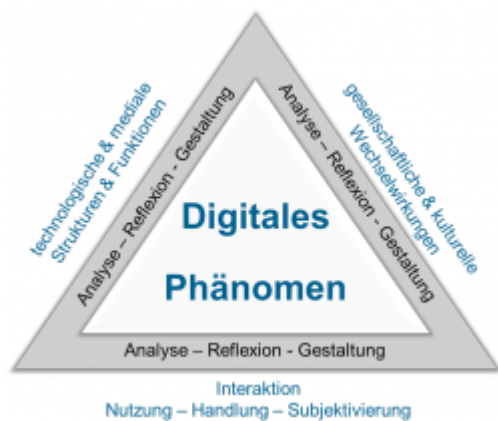 technologische & mediale
Strukturen & Funktionen
Analyse – Reflexion - Gestaltung
gesellschaftliche & kulturelle
Wechselwirkungen
Analyse – Reflexion - Gestaltung
Digitales
Phänomen
Analyse – Reflexion - Gestaltung
Interaktion
Nutzung – Handlung – Subjektivierung